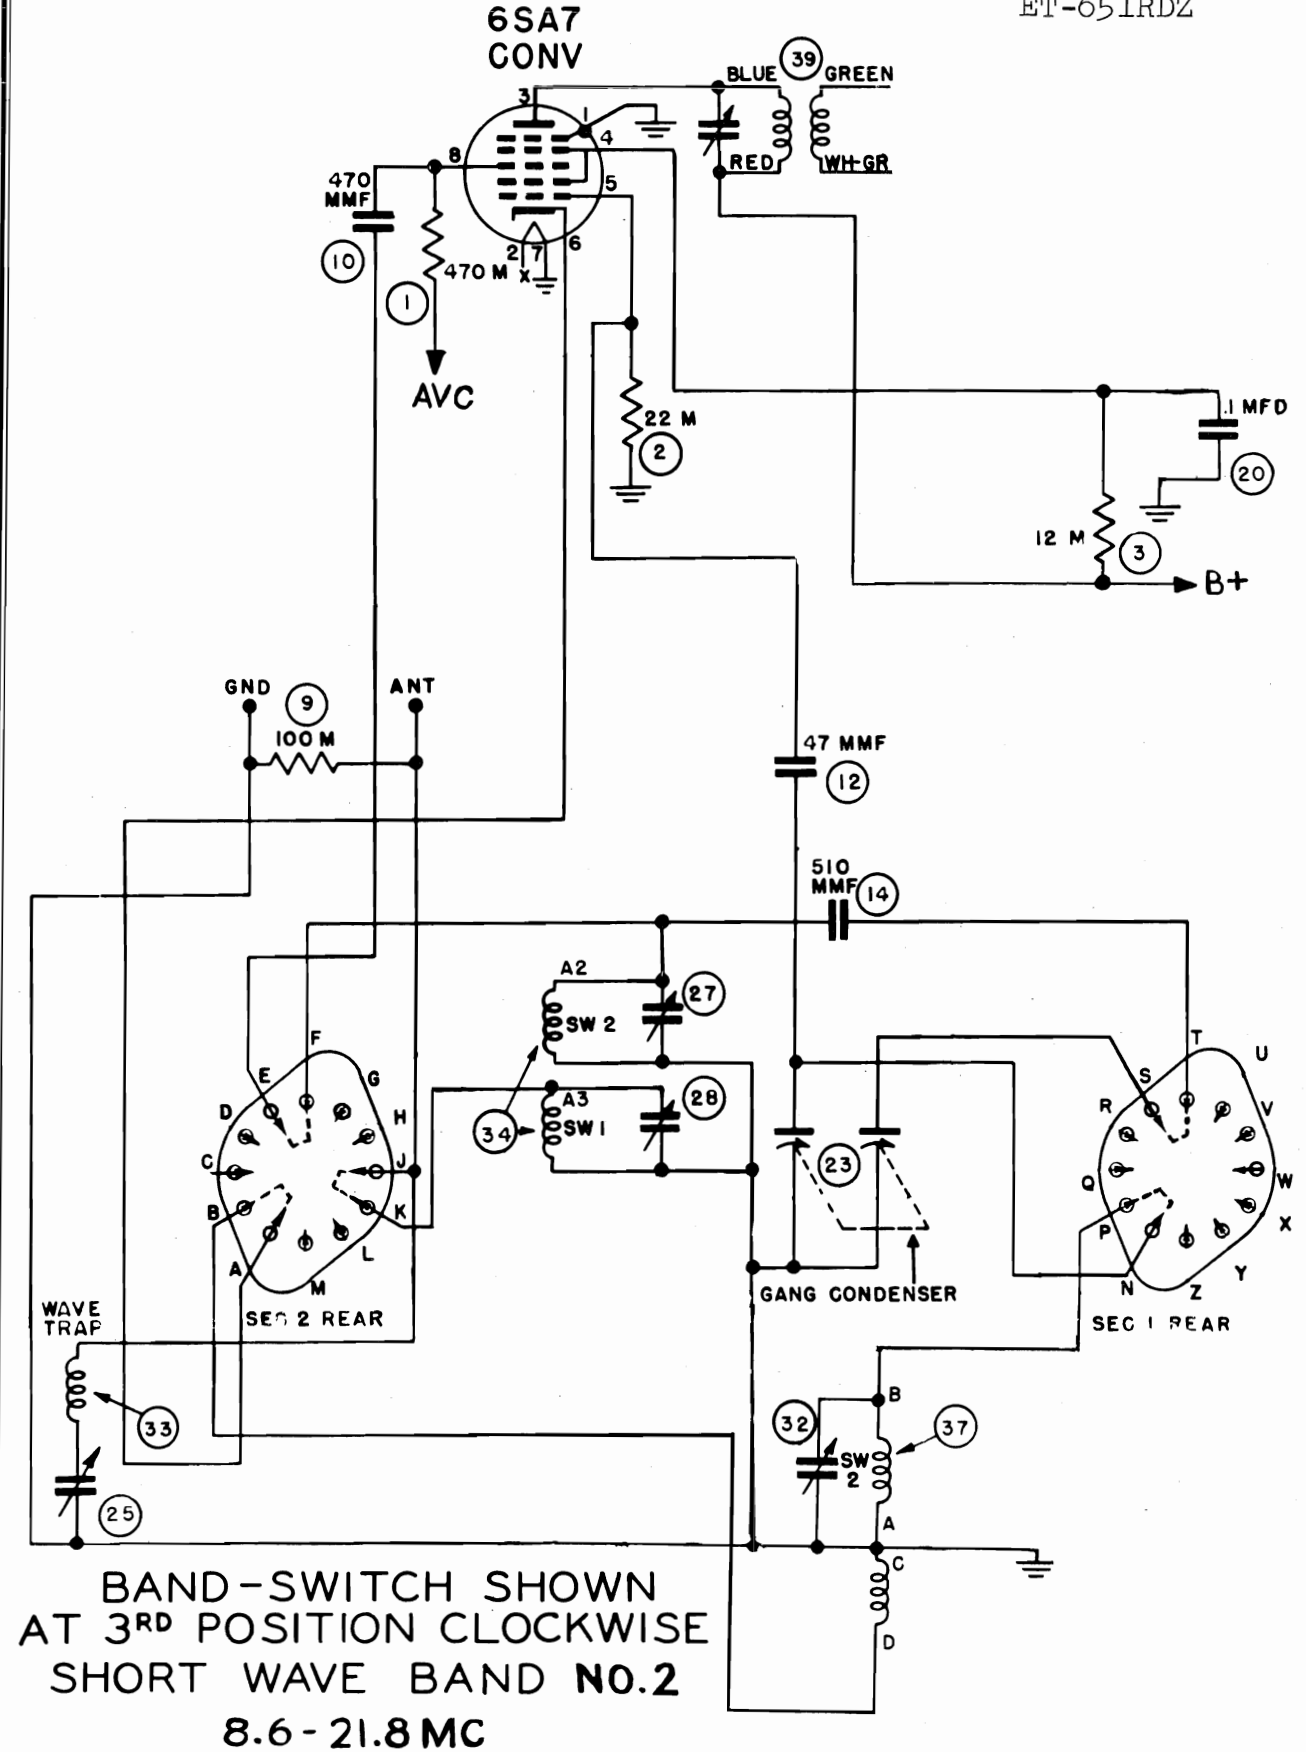 ET-651RDZ
6SA7
CONV
BLUE 39 GREEN
3
1
4
8
5
RED WH-GR
470
MMF
10
2 7 6
470 M X
1
AVC
.1 MFD
22 M
2
20
12 M
3
B+
GND 9 ANT
100 M
47 MMF
12
510
MMF 14
A2
27
SW 2
F
T
U
E G
S
D H
A3
28
R V
34
SW 1
C J
23
Q W
B K
P X
A L
M
N Z Y
GANG CONDENSER
WAVE
TRAP
SEC 2 REAR
SEC 1 REAR
B
33
32
37
SW
2
25
A
C
D
BAND-SWITCH SHOWN
AT 3RD POSITION CLOCKWISE
SHORT WAVE BAND NO.2
8.6-21.8 MC